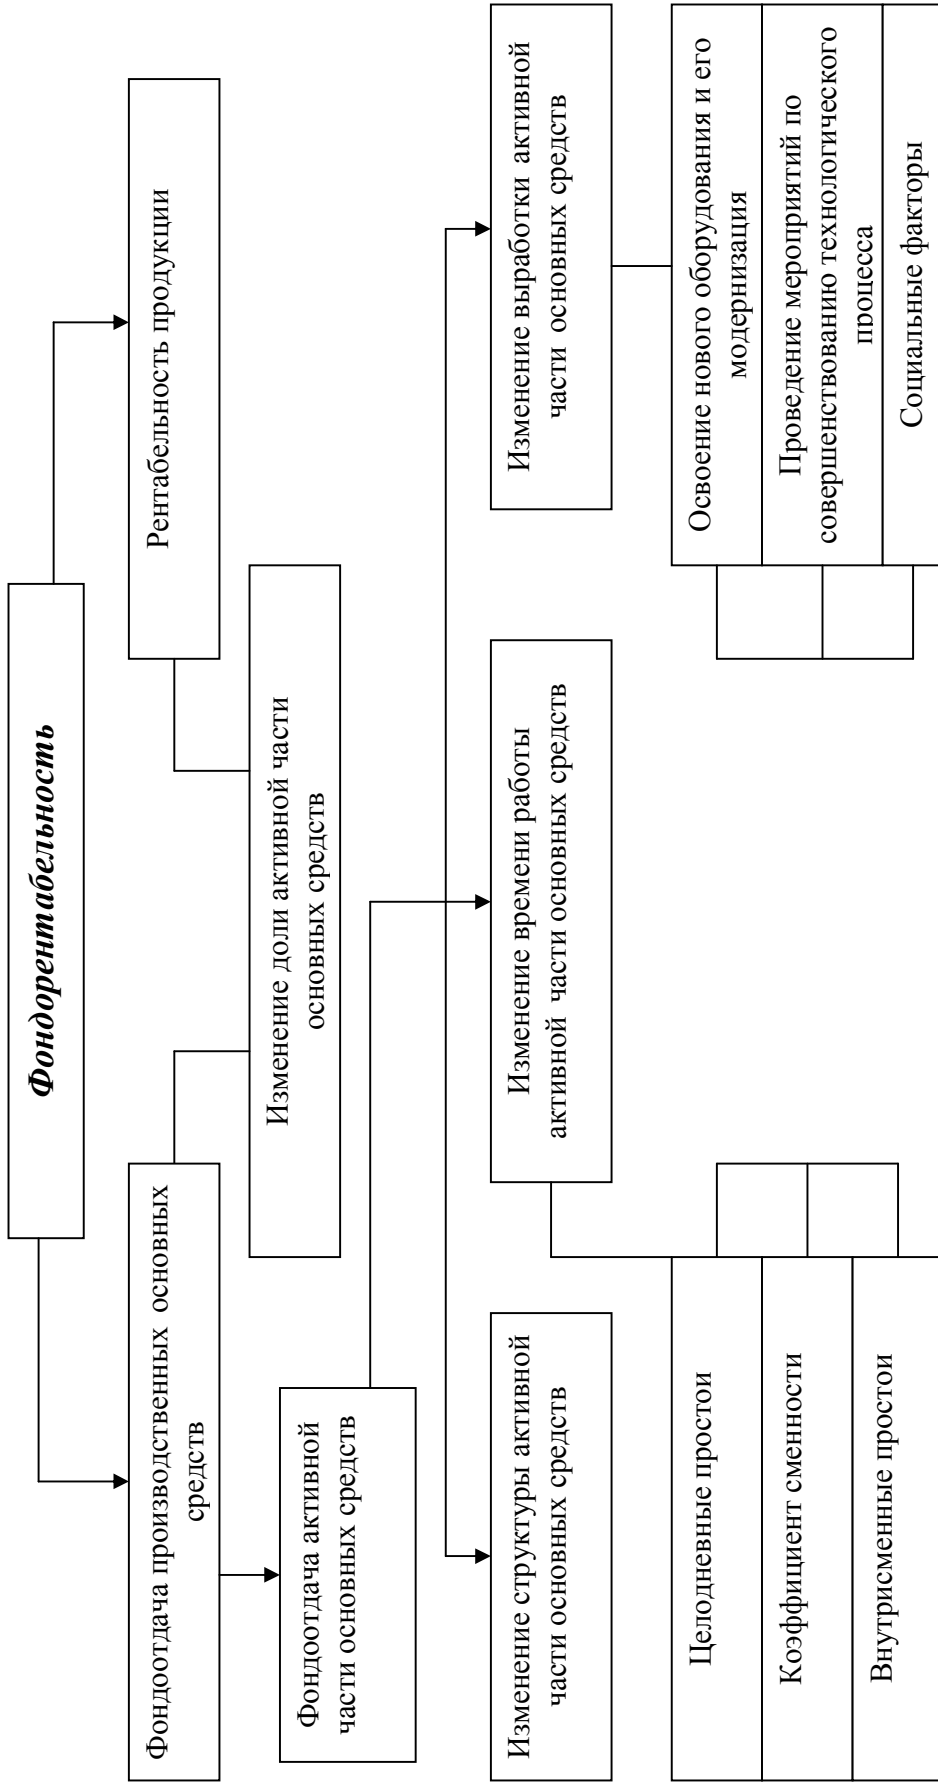 Фондорентабельность
Фондоотдача производственных основных
средств
Рентабельность продукции
Изменение доли активной части
основных средств
Фондоотдача активной
части основных средств
Изменение структуры активной
части основных средств
Изменение времени работы
активной части основных средств
Изменение выработки активной
части основных средств
Целодневные простои
Коэффициент сменности
Внутрисменные простои
Освоение нового оборудования и его
модернизация
Проведение мероприятий по
совершенствованию технологического
процесса
Социальные факторы